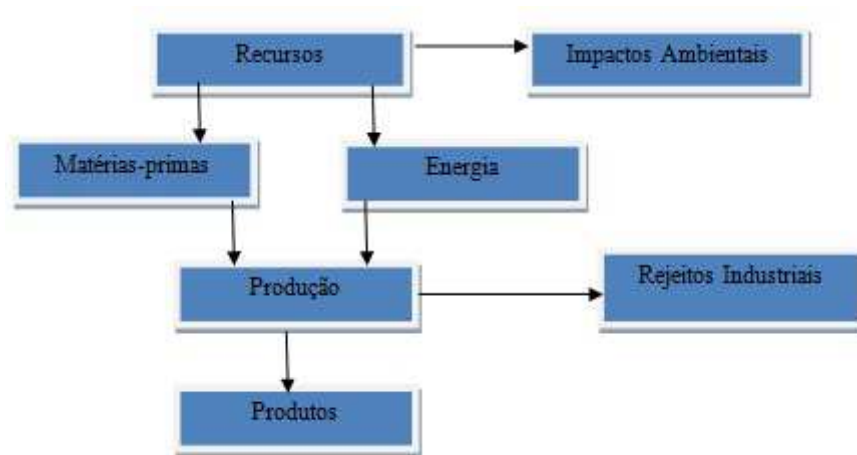 Recursos
Impactos Ambientais
Matérias-primas
Energia
Produção
Rejeitos Industriais
Produtos